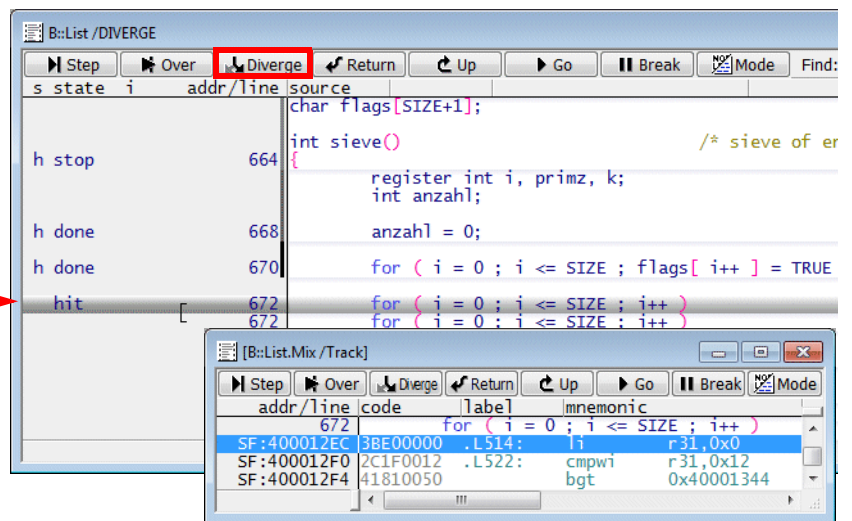 B::List /DIVERGE
Step Over Diverge Return Up Go Break Mode Find:
s state i addr/line source
char flags[SIZE+1];
int sieve() /* sieve of er
h stop 664 {
register int i, primz, k;
int anzahl;
h done 668 anzahl = 0;
h done 670 for ( i = 0 ; i <= SIZE ; flags[ i++ ] = TRUE
hit 672 for ( i = 0 ; i <= SIZE ; i++ )
672 for ( i = 0 ; i <= SIZE ; i++ )
[B::List.Mix /Track]
Step Over Diverge Return Up Go Break Mode
addr/line code label mnemonic
672 for ( i = 0 ; i <= SIZE ; i++ )
SF:400012EC 3BE00000 .L514: li r31,0x0
SF:400012F0 2C1F0012 .L522: cmpwi r31,0x12
SF:400012F4 41810050 bgt 0x40001344